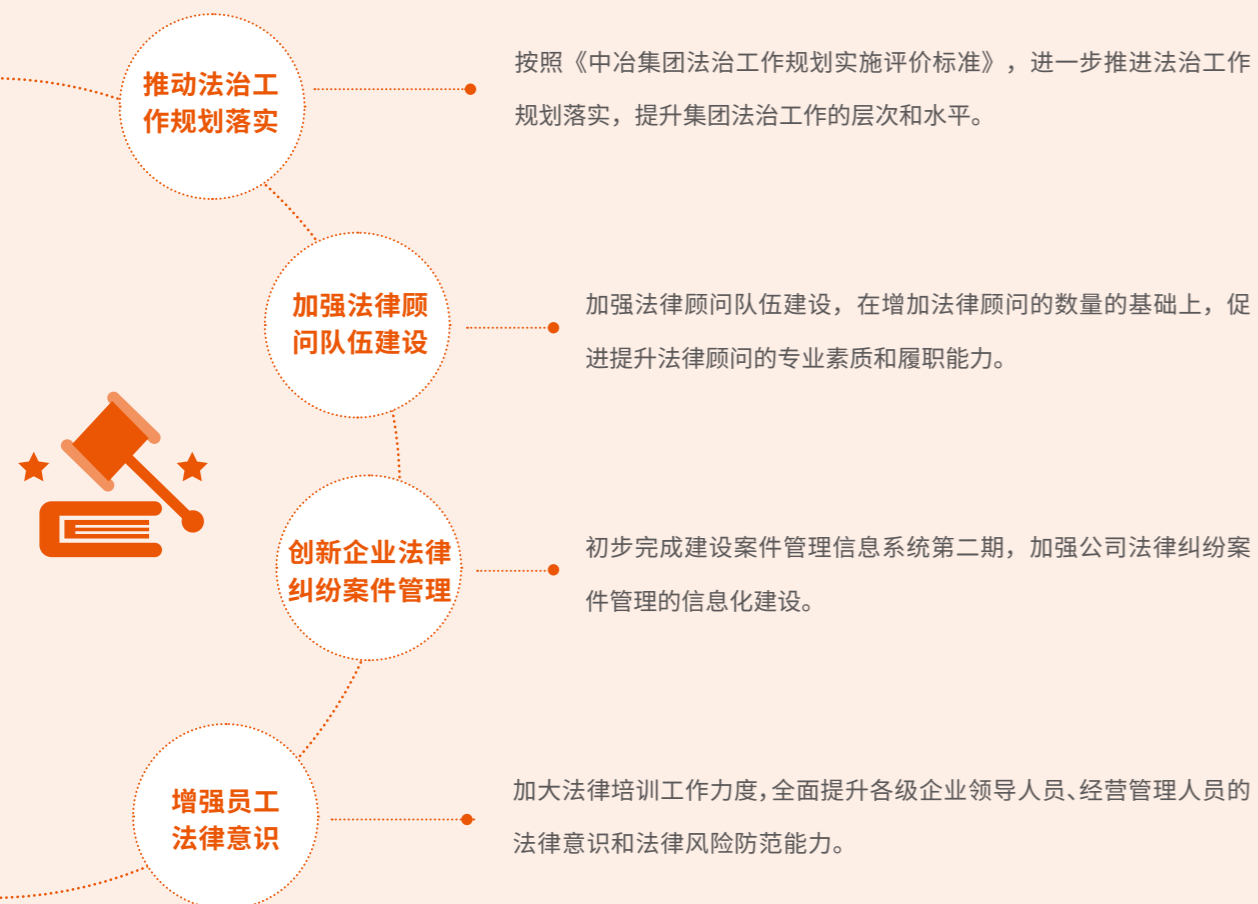 推动法治工
作规划落实
按照《中冶集团法治工作规划实施评价标准》，进一步推进法治工作
规划落实，提升集团法治工作的层次和水平。
加强法律顾
问队伍建设
加强法律顾问队伍建设，在增加法律顾问的数量的基础上，促
进提升法律顾问的专业素质和履职能力。
创新企业法律
纠纷案件管理
初步完成建设案件管理信息系统第二期，加强公司法律纠纷案
件管理的信息化建设。
增强员工
法律意识
加大法律培训工作力度，全面提升各级企业领导人员、经营管理人员的
法律意识和法律风险防范能力。